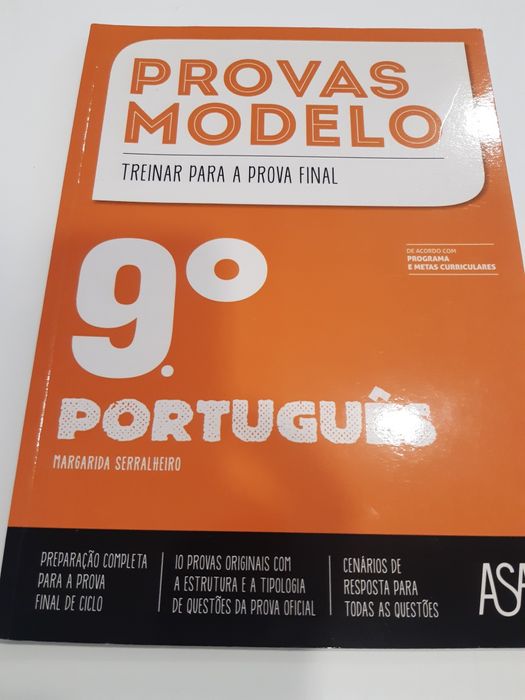 PROVAS
MODELO
TREINAR PARA A PROVA FINAL
DE ACORDO COM
PROGRAMA
E METAS CURRICULARES
9.º
PORTUGUÊS
MARGARIDA SERRALHEIRO
PREPARAÇÃO COMPLETA
PARA A PROVA
FINAL DE CICLO
10 PROVAS ORIGINAIS COM
A ESTRUTURA E A TIPOLOGIA
DE QUESTÕES DA PROVA OFICIAL
CENÁRIOS DE
RESPOSTA PARA
TODAS AS QUESTÕES
ASA